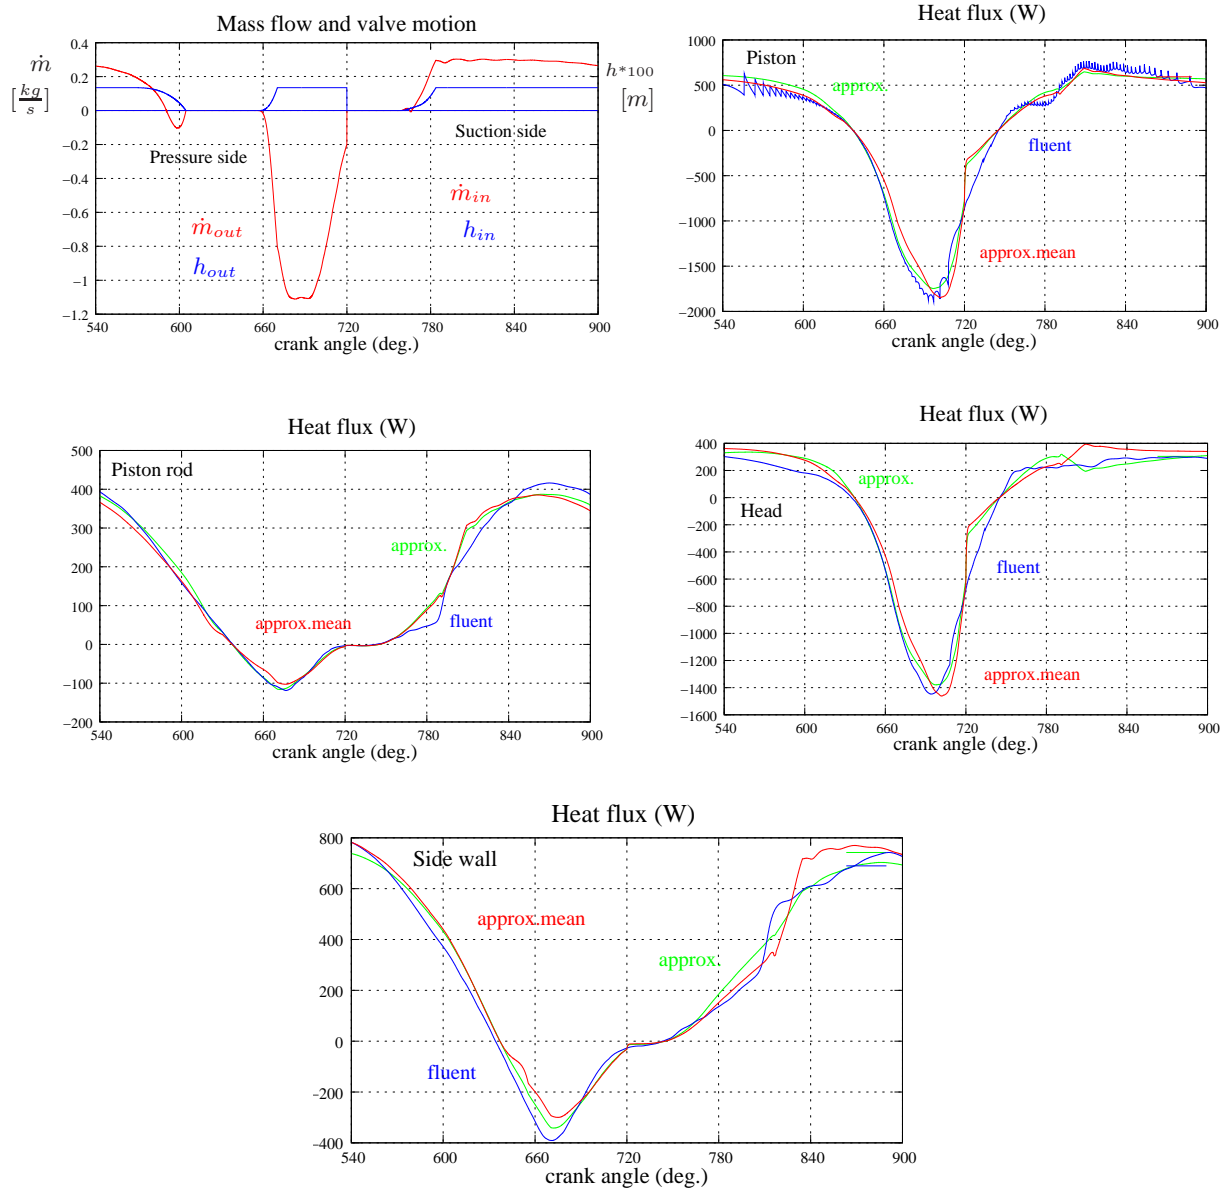 Mass flow and valve motion
ṁ
[kg/s]
h*100
[m]
0.4
0.2
0
−0.2
−0.4
−0.6
−0.8
−1
−1.2
Pressure side
Suction side
ṁout
hout
ṁin
hin
540 600 660 720 780 840 900
crank angle (deg.)
Heat flux (W)
1000
500
0
−500
−1000
−1500
−2000
Piston
approx.
fluent
approx.mean
540 600 660 720 780 840 900
crank angle (deg.)
Heat flux (W)
500
400
300
200
100
0
−100
−200
Piston rod
approx.
approx.mean
fluent
540 600 660 720 780 840 900
crank angle (deg.)
Heat flux (W)
400
200
0
−200
−400
−600
−800
−1000
−1200
−1400
−1600
approx.
Head
fluent
approx.mean
540 600 660 720 780 840 900
crank angle (deg.)
Heat flux (W)
800
600
400
200
0
−200
−400
Side wall
approx.mean
approx.
fluent
540 600 660 720 780 840 900
crank angle (deg.)